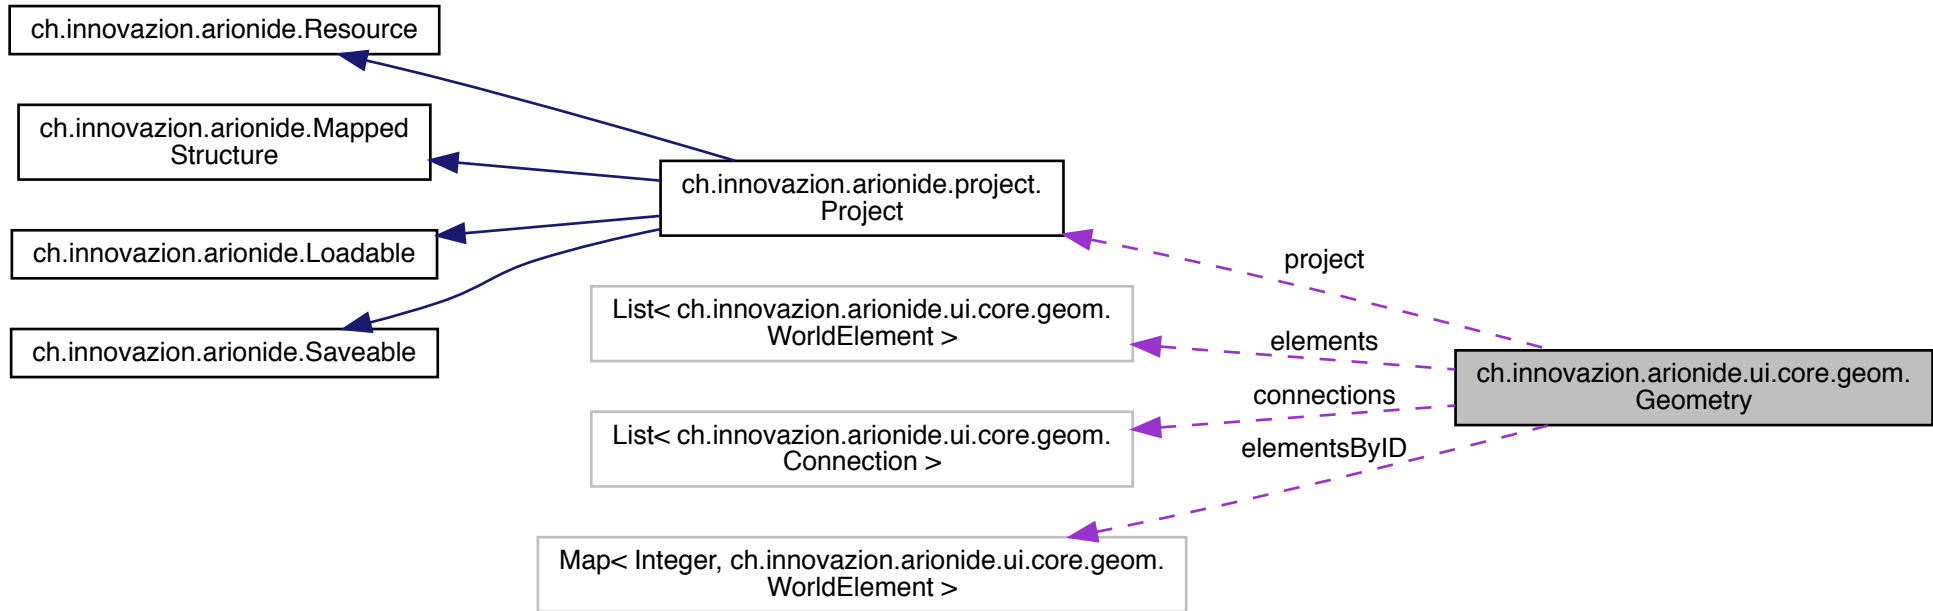 ch.innovazion.arionide.Resource
ch.innovazion.arionide.Mapped
Structure
ch.innovazion.arionide.Loadable
ch.innovazion.arionide.Saveable
ch.innovazion.arionide.project.
Project
List< ch.innovazion.arionide.ui.core.geom.
WorldElement >
List< ch.innovazion.arionide.ui.core.geom.
Connection >
Map< Integer, ch.innovazion.arionide.ui.core.geom.
WorldElement >
project
elements
connections
elementsByID
ch.innovazion.arionide.ui.core.geom.
Geometry